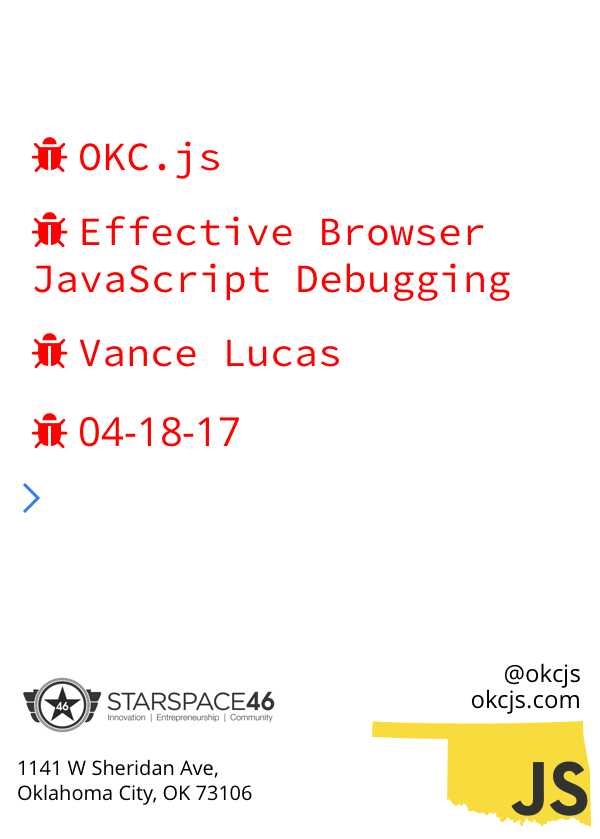 OKC.js
Effective Browser
JavaScript Debugging
Vance Lucas
04-18-17
46
STARSPACE46
Innovation | Entrepreneurship | Community
1141 W Sheridan Ave,
Oklahoma City, OK 73106
@okcjs
okcjs.com
JS